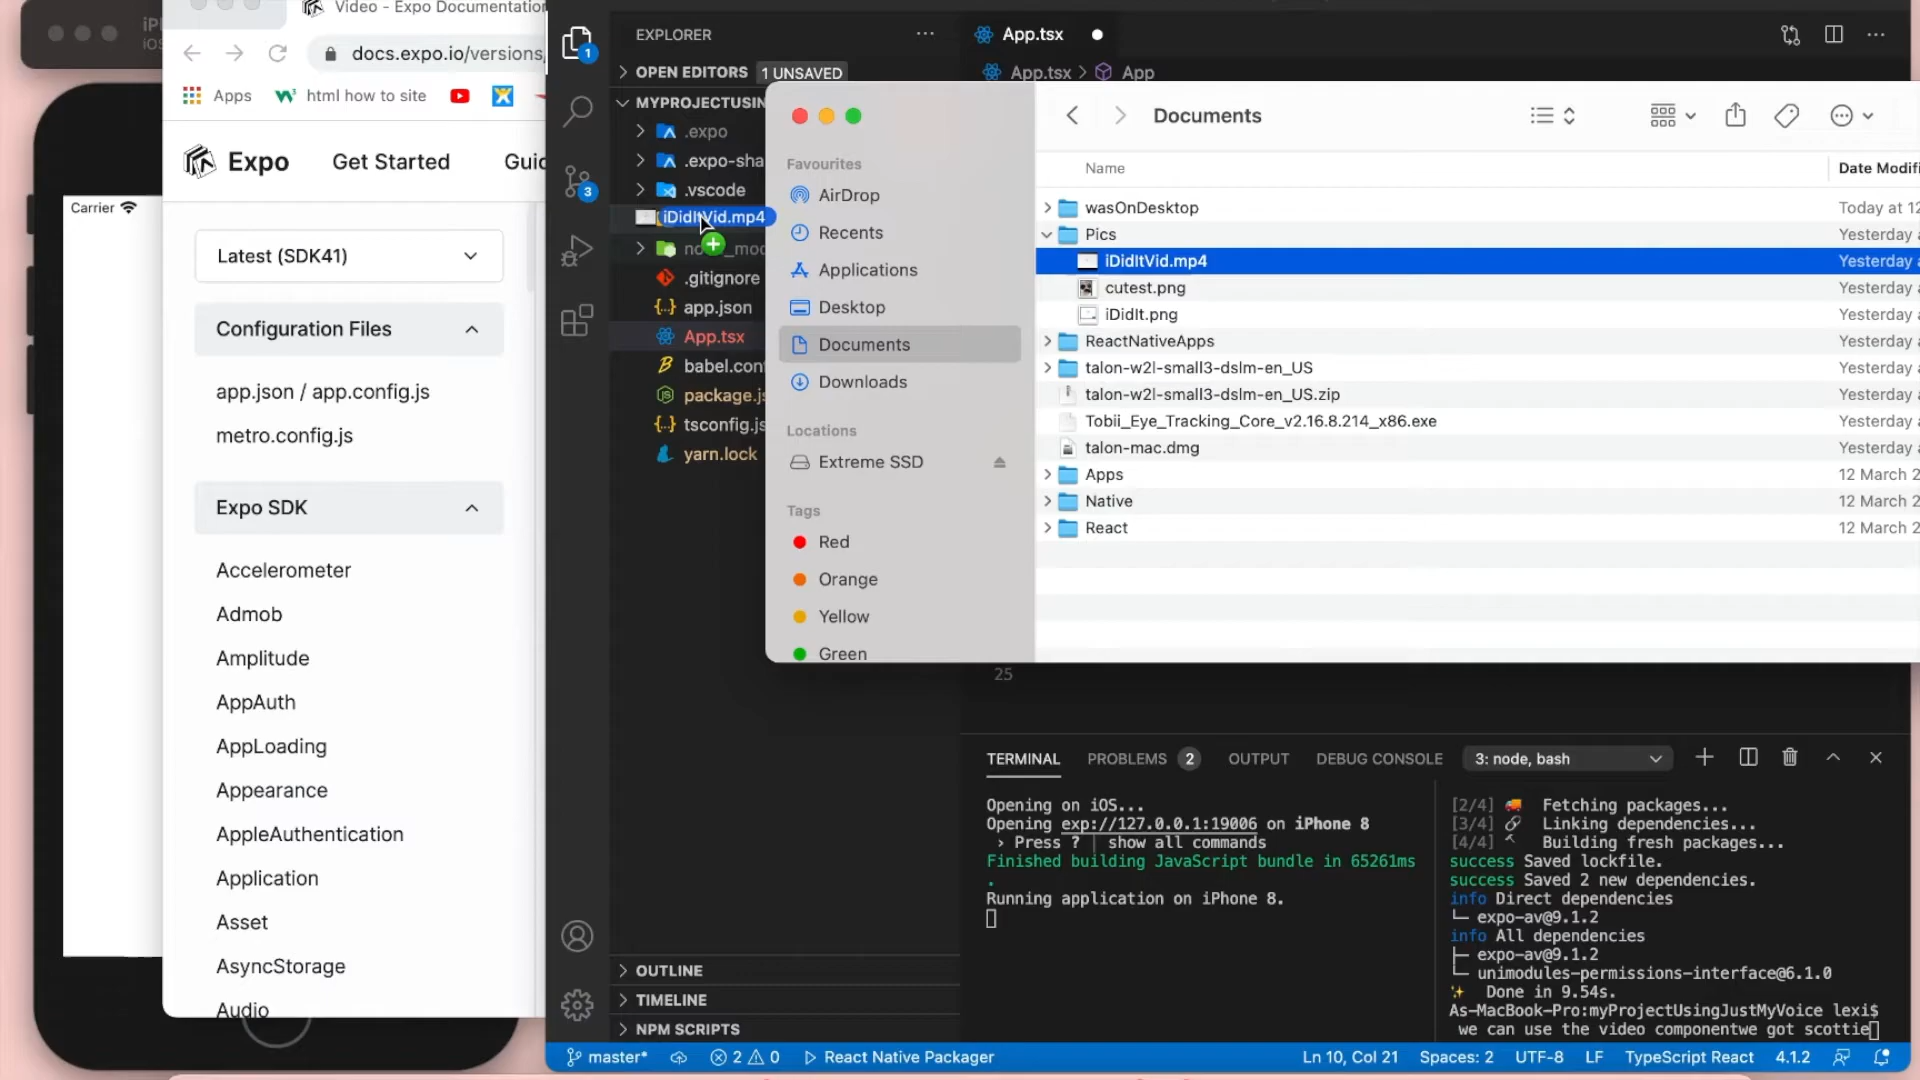 Carrier
Video - Expo Documentation
docs.expo.io/versions/
Apps
html how to site
Expo
Get Started
Latest (SDK41)
Configuration Files
app.json / app.config.js
metro.config.js
Expo SDK
Accelerometer
Admob
Amplitude
AppAuth
AppLoading
Appearance
AppleAuthentication
Application
Asset
AsyncStorage
Audio
1
3
EXPLORER
OPEN EDITORS 1 UNSAVED
MYPROJECTUSIN
.expo
.expo-sha
.vscode
iDidItVid.mp4
.gitignore
app.json
App.tsx
babel.con
package.js
tsconfig.js
yarn.lock
OUTLINE
TIMELINE
NPM SCRIPTS
App.tsx
App.tsx > App
Favourites
AirDrop
Recents
Applications
Desktop
Documents
Downloads
Locations
Extreme SSD
Tags
Red
Orange
Yellow
Green
Documents
Name
Date Modifi
wasOnDesktop
Today at 12
Pics
Yesterday a
iDidItVid.mp4
Yesterday a
cutest.png
Yesterday a
iDidIt.png
Yesterday a
ReactNativeApps
Yesterday a
talon-w2l-small3-dslm-en_US
Yesterday a
talon-w2l-small3-dslm-en_US.zip
Yesterday a
Tobii_Eye_Tracking_Core_v2.16.8.214_x86.exe
Yesterday a
talon-mac.dmg
Yesterday a
Apps
12 March 2
Native
12 March 2
React
12 March 2
25
TERMINAL
PROBLEMS 2
OUTPUT
DEBUG CONSOLE
3: node, bash
Opening on iOS...
Opening exp://127.0.0.1:19006 on iPhone 8
› Press ? │ show all commands
Finished building JavaScript bundle in 65261ms
.
Running application on iPhone 8.
[2/4] 🚚 Fetching packages...
[3/4] 🔗 Linking dependencies...
[4/4] 🔨 Building fresh packages...
success Saved lockfile.
success Saved 2 new dependencies.
info Direct dependencies
└─ expo-av@9.1.2
info All dependencies
├─ expo-av@9.1.2
└─ unimodules-permissions-interface@6.1.0
✨ Done in 9.54s.
As-MacBook-Pro:myProjectUsingJustMyVoice lexi$
we can use the video componentwe got scottie
master*
2
0
React Native Packager
Ln 10, Col 21
Spaces: 2
UTF-8
LF
TypeScript React
4.1.2